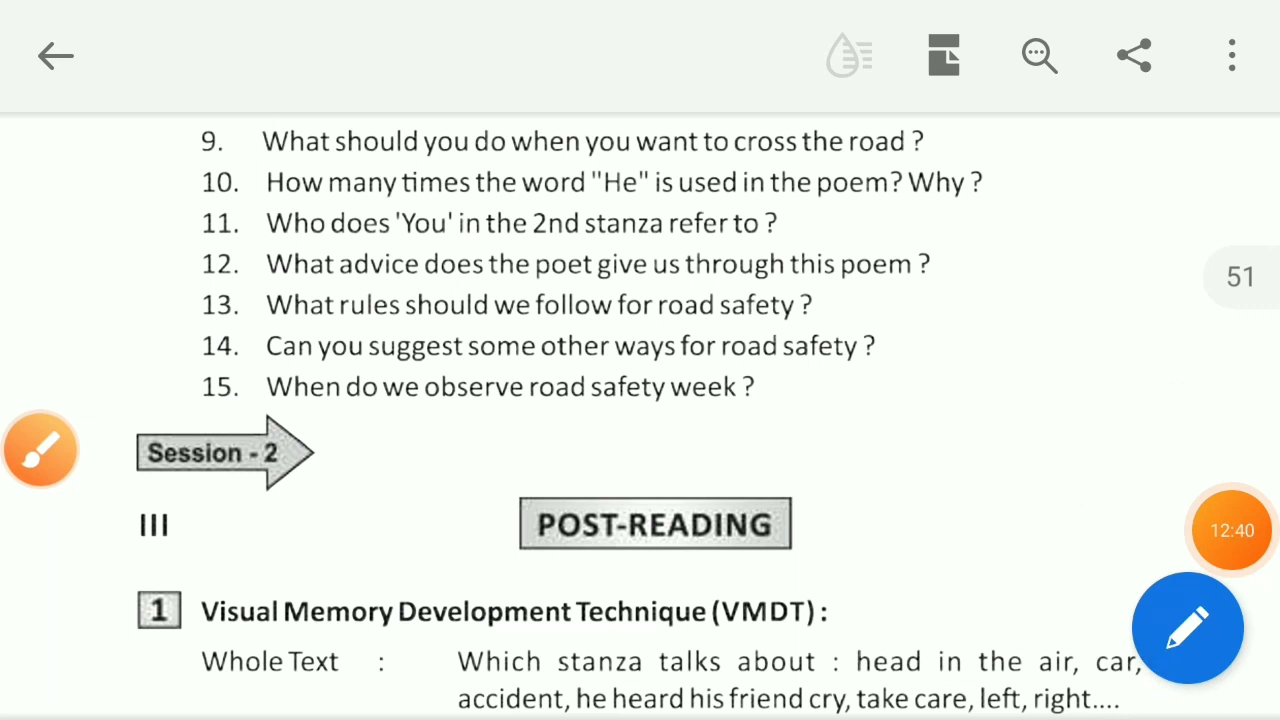 9. What should you do when you want to cross the road ?
10. How many times the word "He" is used in the poem? Why ?
11. Who does 'You' in the 2nd stanza refer to ?
51
12. What advice does the poet give us through this poem ?
13. What rules should we follow for road safety ?
14. Can you suggest some other ways for road safety ?
15. When do we observe road safety week ?
Session - 2
III POST-READING
12:40
1 Visual Memory Development Technique (VMDT) :
Whole Text : Which stanza talks about : head in the air, car,
accident, he heard his friend cry, take care, left, right....